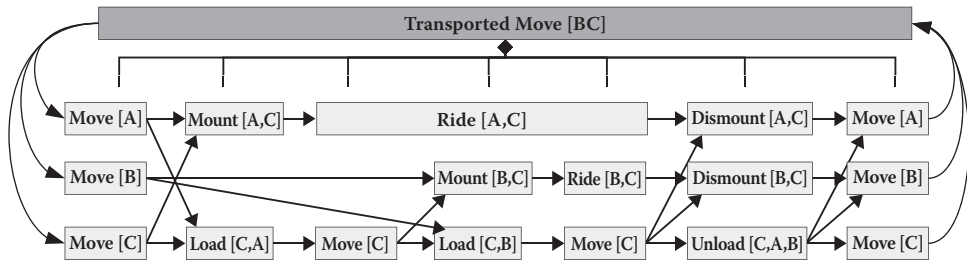 Transported Move [BC]
Move [A] Mount [A,C] Ride [A,C] Dismount [A,C] Move [A]
Move [B] Mount [B,C] Ride [B,C] Dismount [B,C] Move [B]
Move [C] Load [C,A] Move [C] Load [C,B] Move [C] Unload [C,A,B] Move [C]